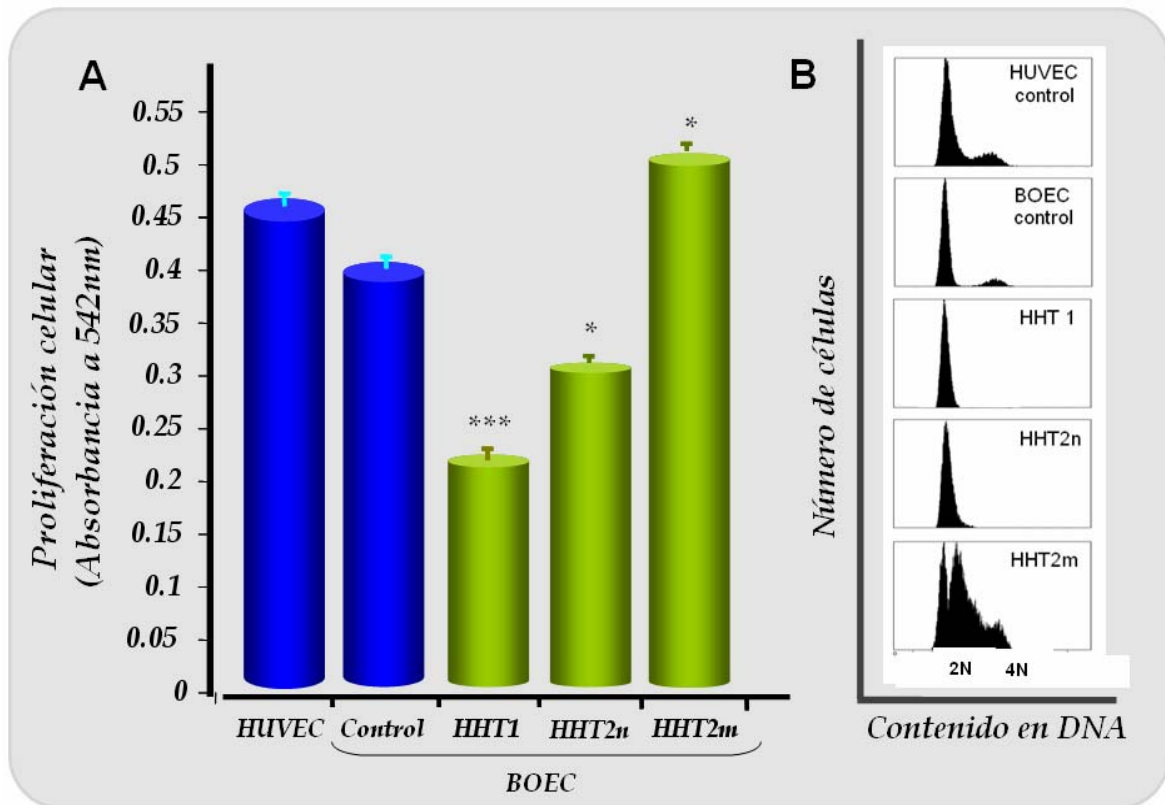 A
Proliferación celular
(Absorbancia a 542nm)
0.55
0.5
0.45
0.4
0.35
0.3
0.25
0.2
0.15
0.1
0.05
0
*
*
***
HUVEC Control HHT1 HHT2n HHT2m
BOEC
B
Número de células
HUVEC
control
BOEC
control
HHT 1
HHT2n
HHT2m
2N 4N
Contenido en DNA